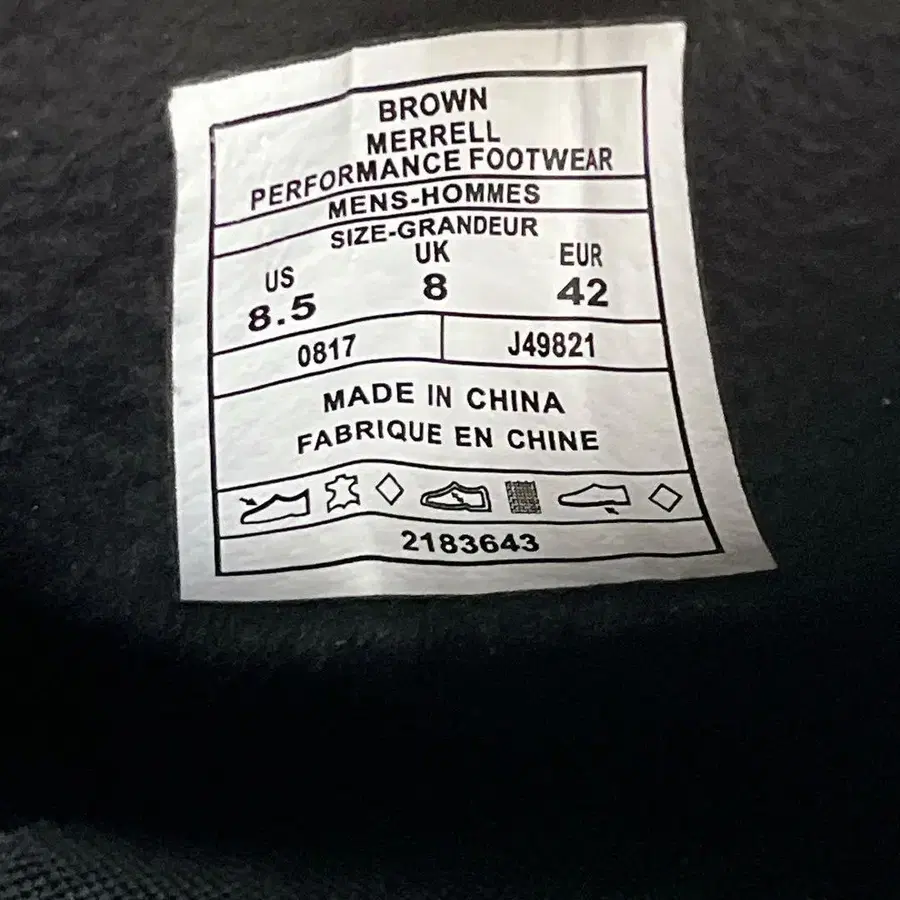 BROWN
MERRELL
PERFORMANCE FOOTWEAR
MENS-HOMMES
SIZE-GRANDEUR
US UK EUR
8.5 8 42
0817 J49821
MADE IN CHINA
FABRIQUE EN CHINE
2183643